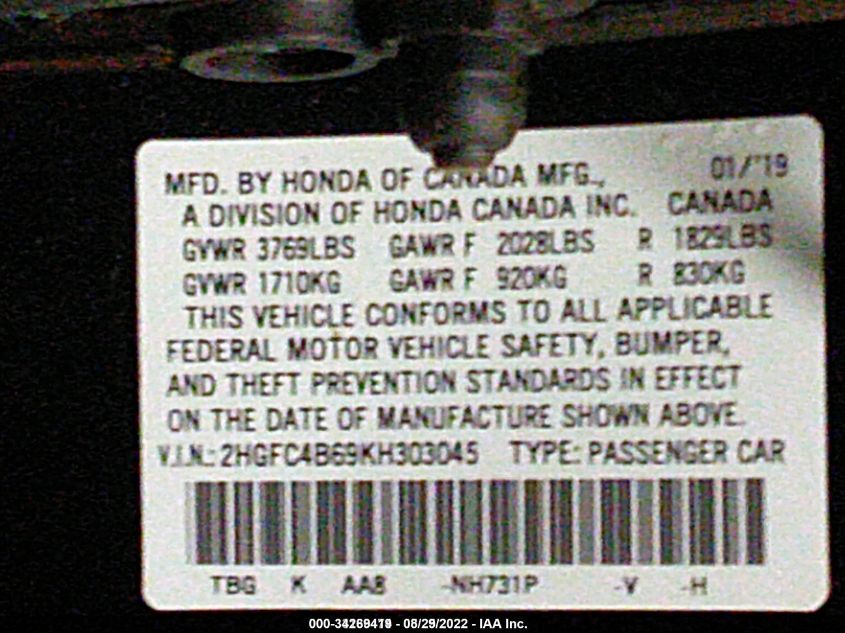 MFD. BY HONDA OF CANADA MFG., 01/'19
A DIVISION OF HONDA CANADA INC. CANADA
GVWR 3769LBS GAWR F 2028LBS R 1829LBS
GVWR 1710KG GAWR F 920KG R 830KG
THIS VEHICLE CONFORMS TO ALL APPLICABLE
FEDERAL MOTOR VEHICLE SAFETY, BUMPER,
AND THEFT PREVENTION STANDARDS IN EFFECT
ON THE DATE OF MANUFACTURE SHOWN ABOVE.
V.I.N.: 2HGFC4B69KH303045 TYPE: PASSENGER CAR
TBG K AA8 -NH731P -V -H
08/29/2022 - IAA Inc.